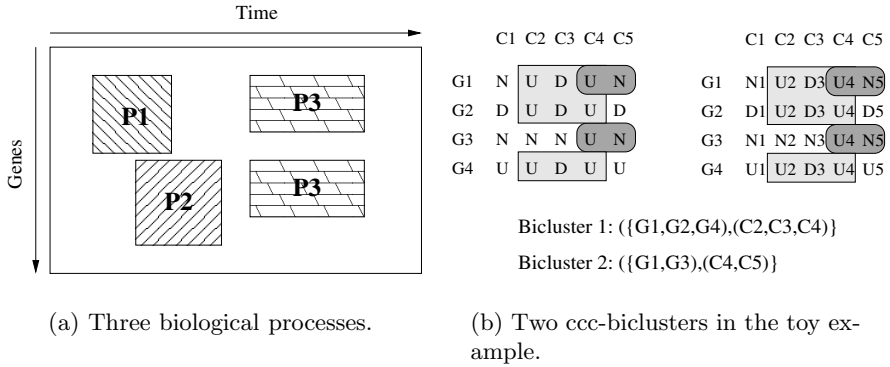 Time
Genes
P1
P3
P2
P3
(a) Three biological processes.
C1 C2 C3 C4 C5
G1 N U D U N
G2 D U D U D
G3 N N N U N
G4 U U D U U
C1 C2 C3 C4 C5
G1 N1 U2 D3 U4 N5
G2 D1 U2 D3 U4 D5
G3 N1 N2 N3 U4 N5
G4 U1 U2 D3 U4 U5
Bicluster 1: ({G1,G2,G4),(C2,C3,C4)}
Bicluster 2: ({G1,G3),(C4,C5)}
(b) Two ccc-biclusters in the toy ex-
ample.